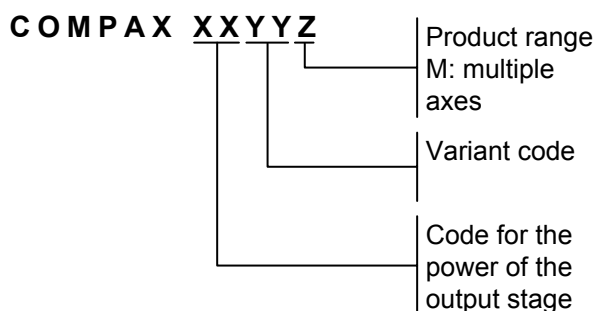 COMPAX XXYYZ
Product range
M: multiple
axes
Variant code
Code for the
power of the
output stage